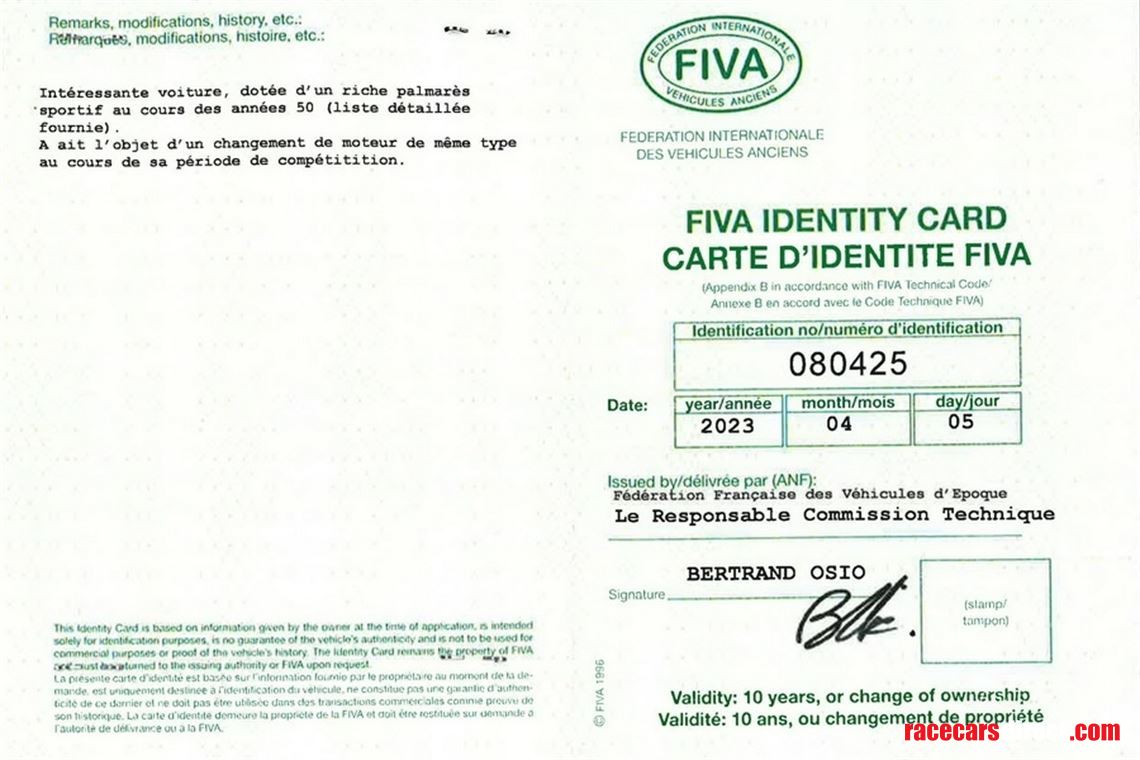 Remarks, modifications, history, etc.:
Remarques, modifications, histoire, etc.:
Intéressante voiture, dotée d'un riche palmarès
sportif au cours des années 50 (liste détaillée
fournie).
A ait l'objet d'un changement de moteur de même type
au cours de sa période de compétitition.
This Identity Card is based on information given by the owner at the time of application, is intended
solely for identification purposes, is no guarantee of the vehicle's authenticity and is not to be used for
commercial purposes or proof of the vehicle's history. The Identity Card remains the property of FIVA
and must be returned to the issuing authority or FIVA upon request.
La présente carte d'identité est basée sur l'information fournie par le propriétaire au moment de la de-
mande, est uniquement destinée à l'identification du véhicule, ne constitue pas une garantie d'authen-
ticité de ce dernier et ne doit pas être utilisée dans des transactions commerciales comme preuve de
son historique. La carte d'identité demeure la propriété de la FIVA et doit être restituée sur demande à
l'autorité de délivrance ou à la FIVA.
FEDERATION INTERNATIONALE
FIVA
VEHICULES ANCIENS
FEDERATION INTERNATIONALE
DES VEHICULES ANCIENS
FIVA IDENTITY CARD
CARTE D'IDENTITE FIVA
(Appendix B in accordance with FIVA Technical Code/
Annexe B en accord avec le Code Technique FIVA)
Identification no/numéro d'identification
080425
Date: year/année month/mois day/jour
2023 04 05
Issued by/délivrée par (ANF):
Fédération Française des Véhicules d'Epoque
Le Responsable Commission Technique
BERTRAND OSIO
Signature
(stamp/
tampon)
© FIVA 1996
Validity: 10 years, or change of ownership
Validité: 10 ans, ou changement de propriété
racecars .com